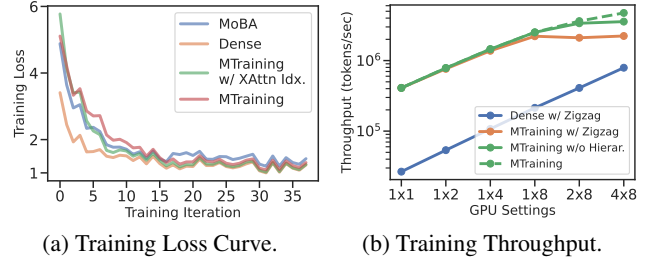 6
4
2
1
Training Loss
0 5 10 15 20 25 30 35
Training Iteration
MoBA
Dense
MTraining
w/ XAttn Idx.
MTraining
(a) Training Loss Curve.
10^6
10^5
Throughput (tokens/sec)
1x1 1x2 1x4 1x8 2x8 4x8
GPU Settings
Dense w/ Zigzag
MTraining w/ Zigzag
MTraining w/o Hierar.
MTraining
(b) Training Throughput.